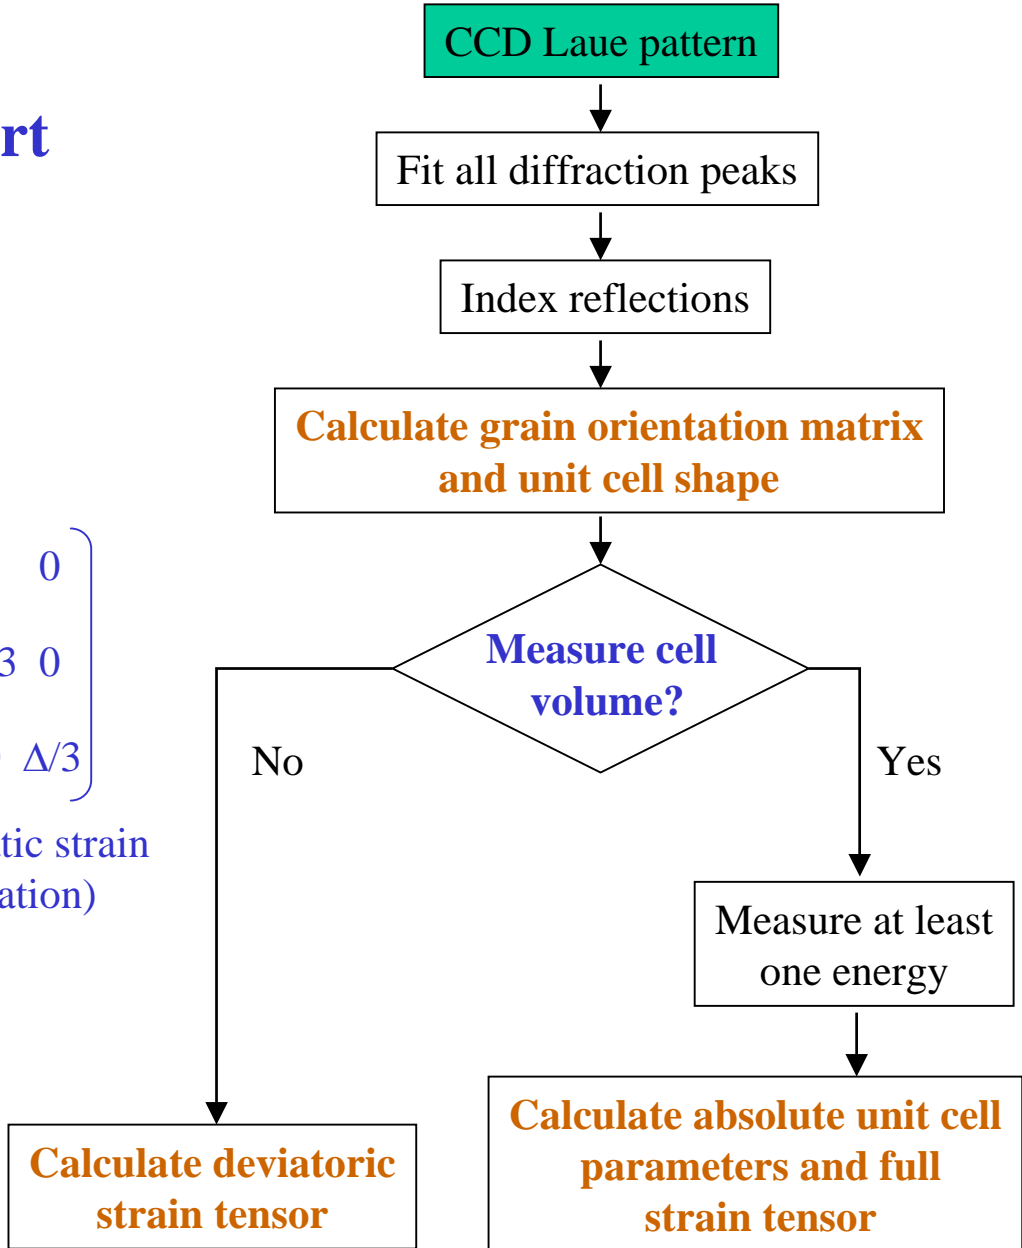 CCD Laue pattern
rt
Fit all diffraction peaks
Index reflections
Calculate grain orientation matrix
and unit cell shape
0
3 0
Δ/3
Measure cell
volume?
No
Yes
tic strain
ation)
Measure at least
one energy
Calculate deviatoric
strain tensor
Calculate absolute unit cell
parameters and full
strain tensor